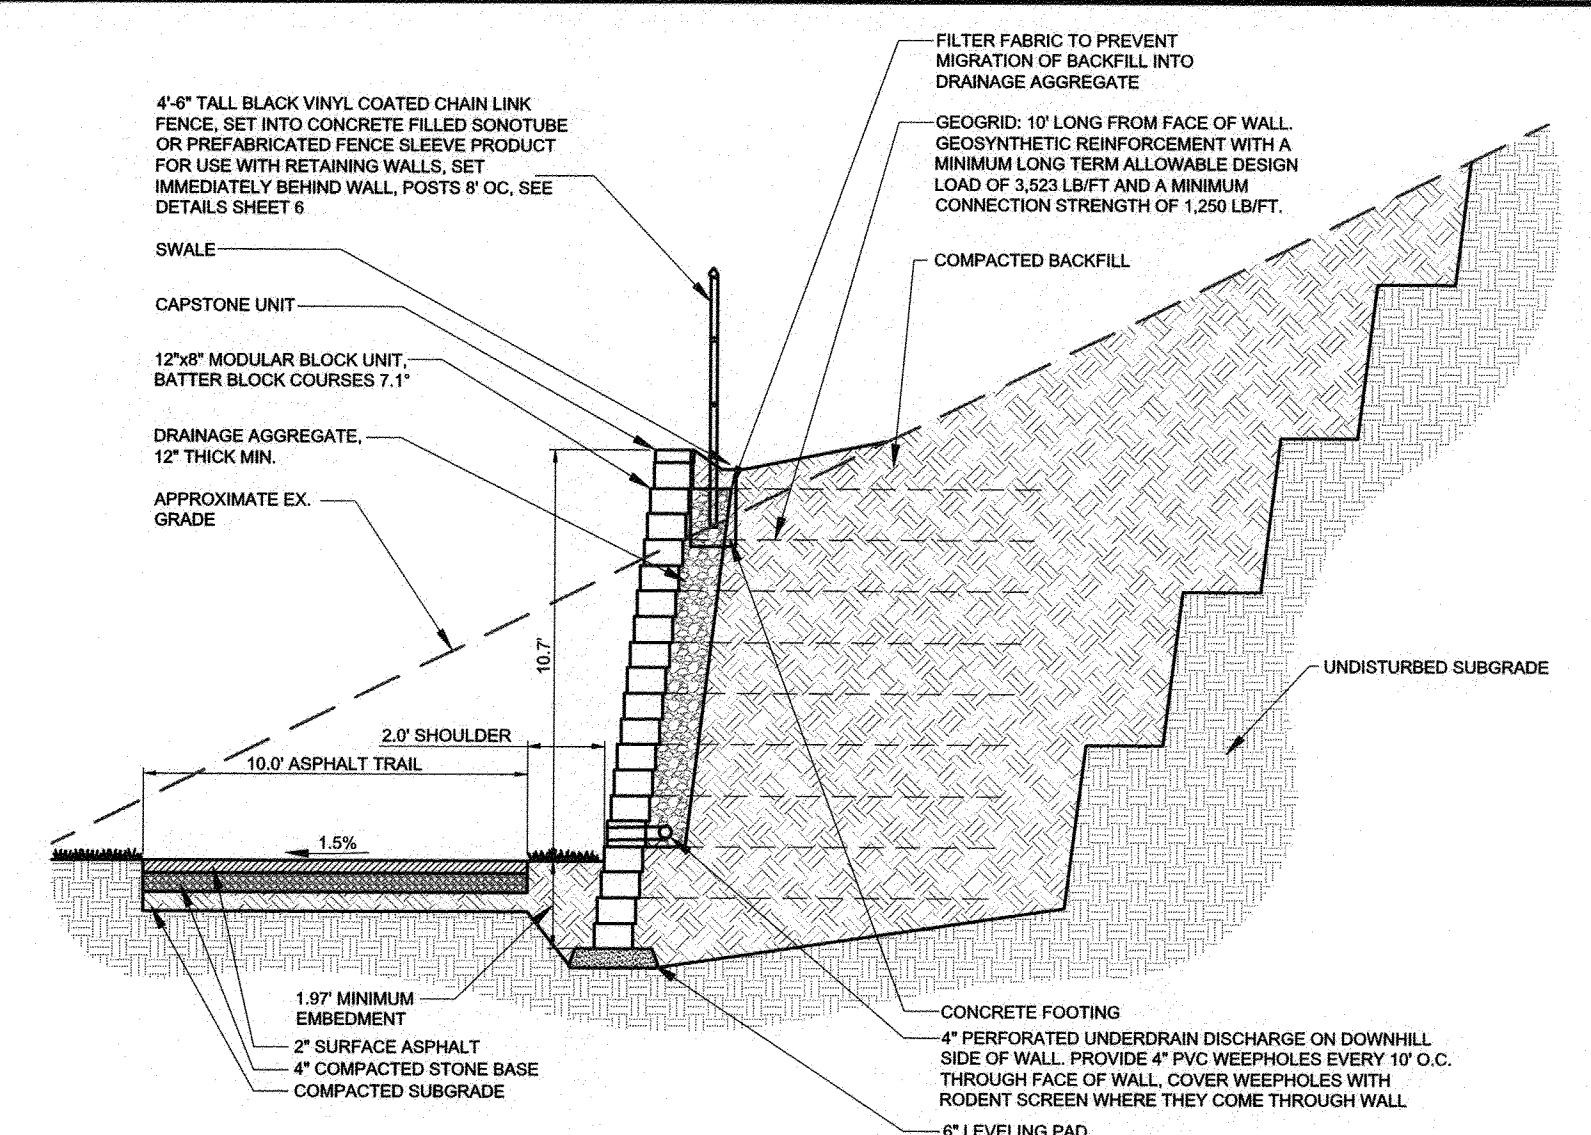 4'-6" TALL BLACK VINYL COATED CHAIN LINK
FENCE, SET INTO CONCRETE FILLED SONOTUBE
OR PREFABRICATED FENCE SLEEVE PRODUCT
FOR USE WITH RETAINING WALLS, SET
IMMEDIATELY BEHIND WALL, POSTS 8' OC, SEE
DETAILS SHEET 6
SWALE
CAPSTONE UNIT
12"x8" MODULAR BLOCK UNIT,
BATTER BLOCK COURSES 7.1°
DRAINAGE AGGREGATE,
12" THICK MIN.
APPROXIMATE EX.
GRADE
FILTER FABRIC TO PREVENT
MIGRATION OF BACKFILL INTO
DRAINAGE AGGREGATE
GEOGRID: 10' LONG FROM FACE OF WALL.
GEOSYNTHETIC REINFORCEMENT WITH A
MINIMUM LONG TERM ALLOWABLE DESIGN
LOAD OF 3,523 LB/FT AND A MINIMUM
CONNECTION STRENGTH OF 1,250 LB/FT.
COMPACTED BACKFILL
10.7'
UNDISTURBED SUBGRADE
2.0' SHOULDER
10.0' ASPHALT TRAIL
1.5%
1.97' MINIMUM
EMBEDMENT
2" SURFACE ASPHALT
4" COMPACTED STONE BASE
COMPACTED SUBGRADE
CONCRETE FOOTING
4" PERFORATED UNDERDRAIN DISCHARGE ON DOWNHILL
SIDE OF WALL. PROVIDE 4" PVC WEEPHOLES EVERY 10' O.C.
THROUGH FACE OF WALL, COVER WEEPHOLES WITH
RODENT SCREEN WHERE THEY COME THROUGH WALL
6" LEVELING PAD